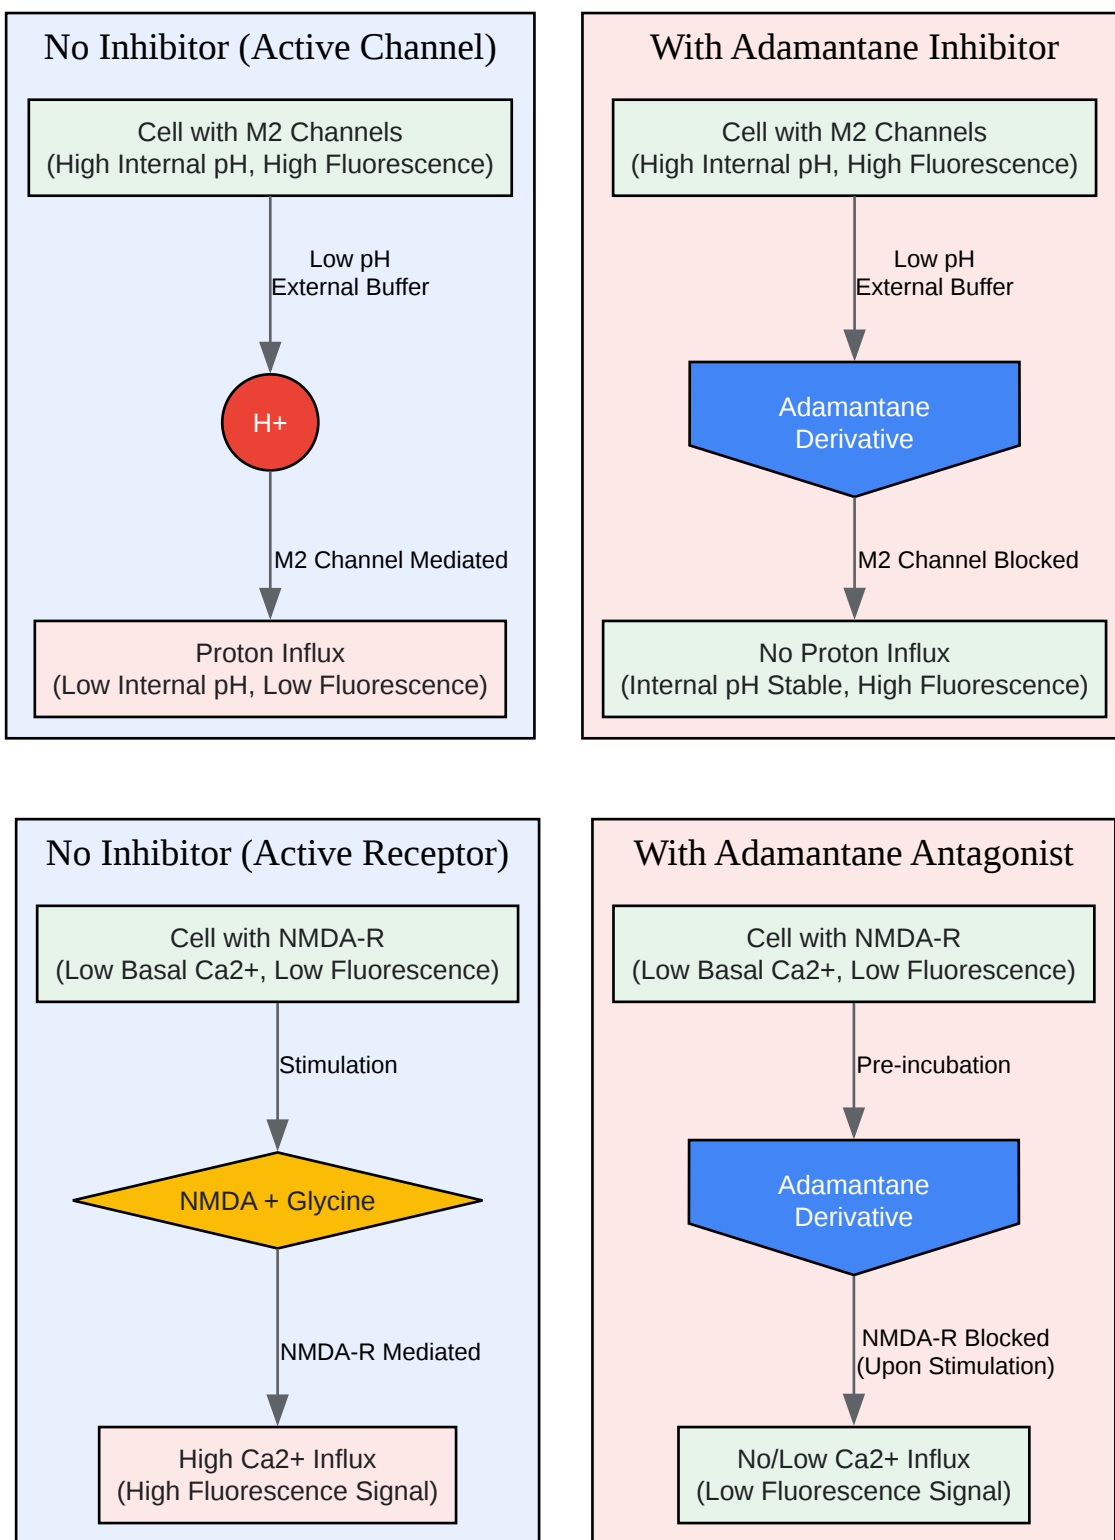 No Inhibitor (Active Channel)
Cell with M2 Channels
(High Internal pH, High Fluorescence)
Low pH
External Buffer
H+
M2 Channel Mediated
Proton Influx
(Low Internal pH, Low Fluorescence)
With Adamantane Inhibitor
Cell with M2 Channels
(High Internal pH, High Fluorescence)
Low pH
External Buffer
Adamantane
Derivative
M2 Channel Blocked
No Proton Influx
(Internal pH Stable, High Fluorescence)
No Inhibitor (Active Receptor)
Cell with NMDA-R
(Low Basal Ca2+, Low Fluorescence)
Stimulation
NMDA + Glycine
NMDA-R Mediated
High Ca2+ Influx
(High Fluorescence Signal)
With Adamantane Antagonist
Cell with NMDA-R
(Low Basal Ca2+, Low Fluorescence)
Pre-incubation
Adamantane
Derivative
NMDA-R Blocked
(Upon Stimulation)
No/Low Ca2+ Influx
(Low Fluorescence Signal)